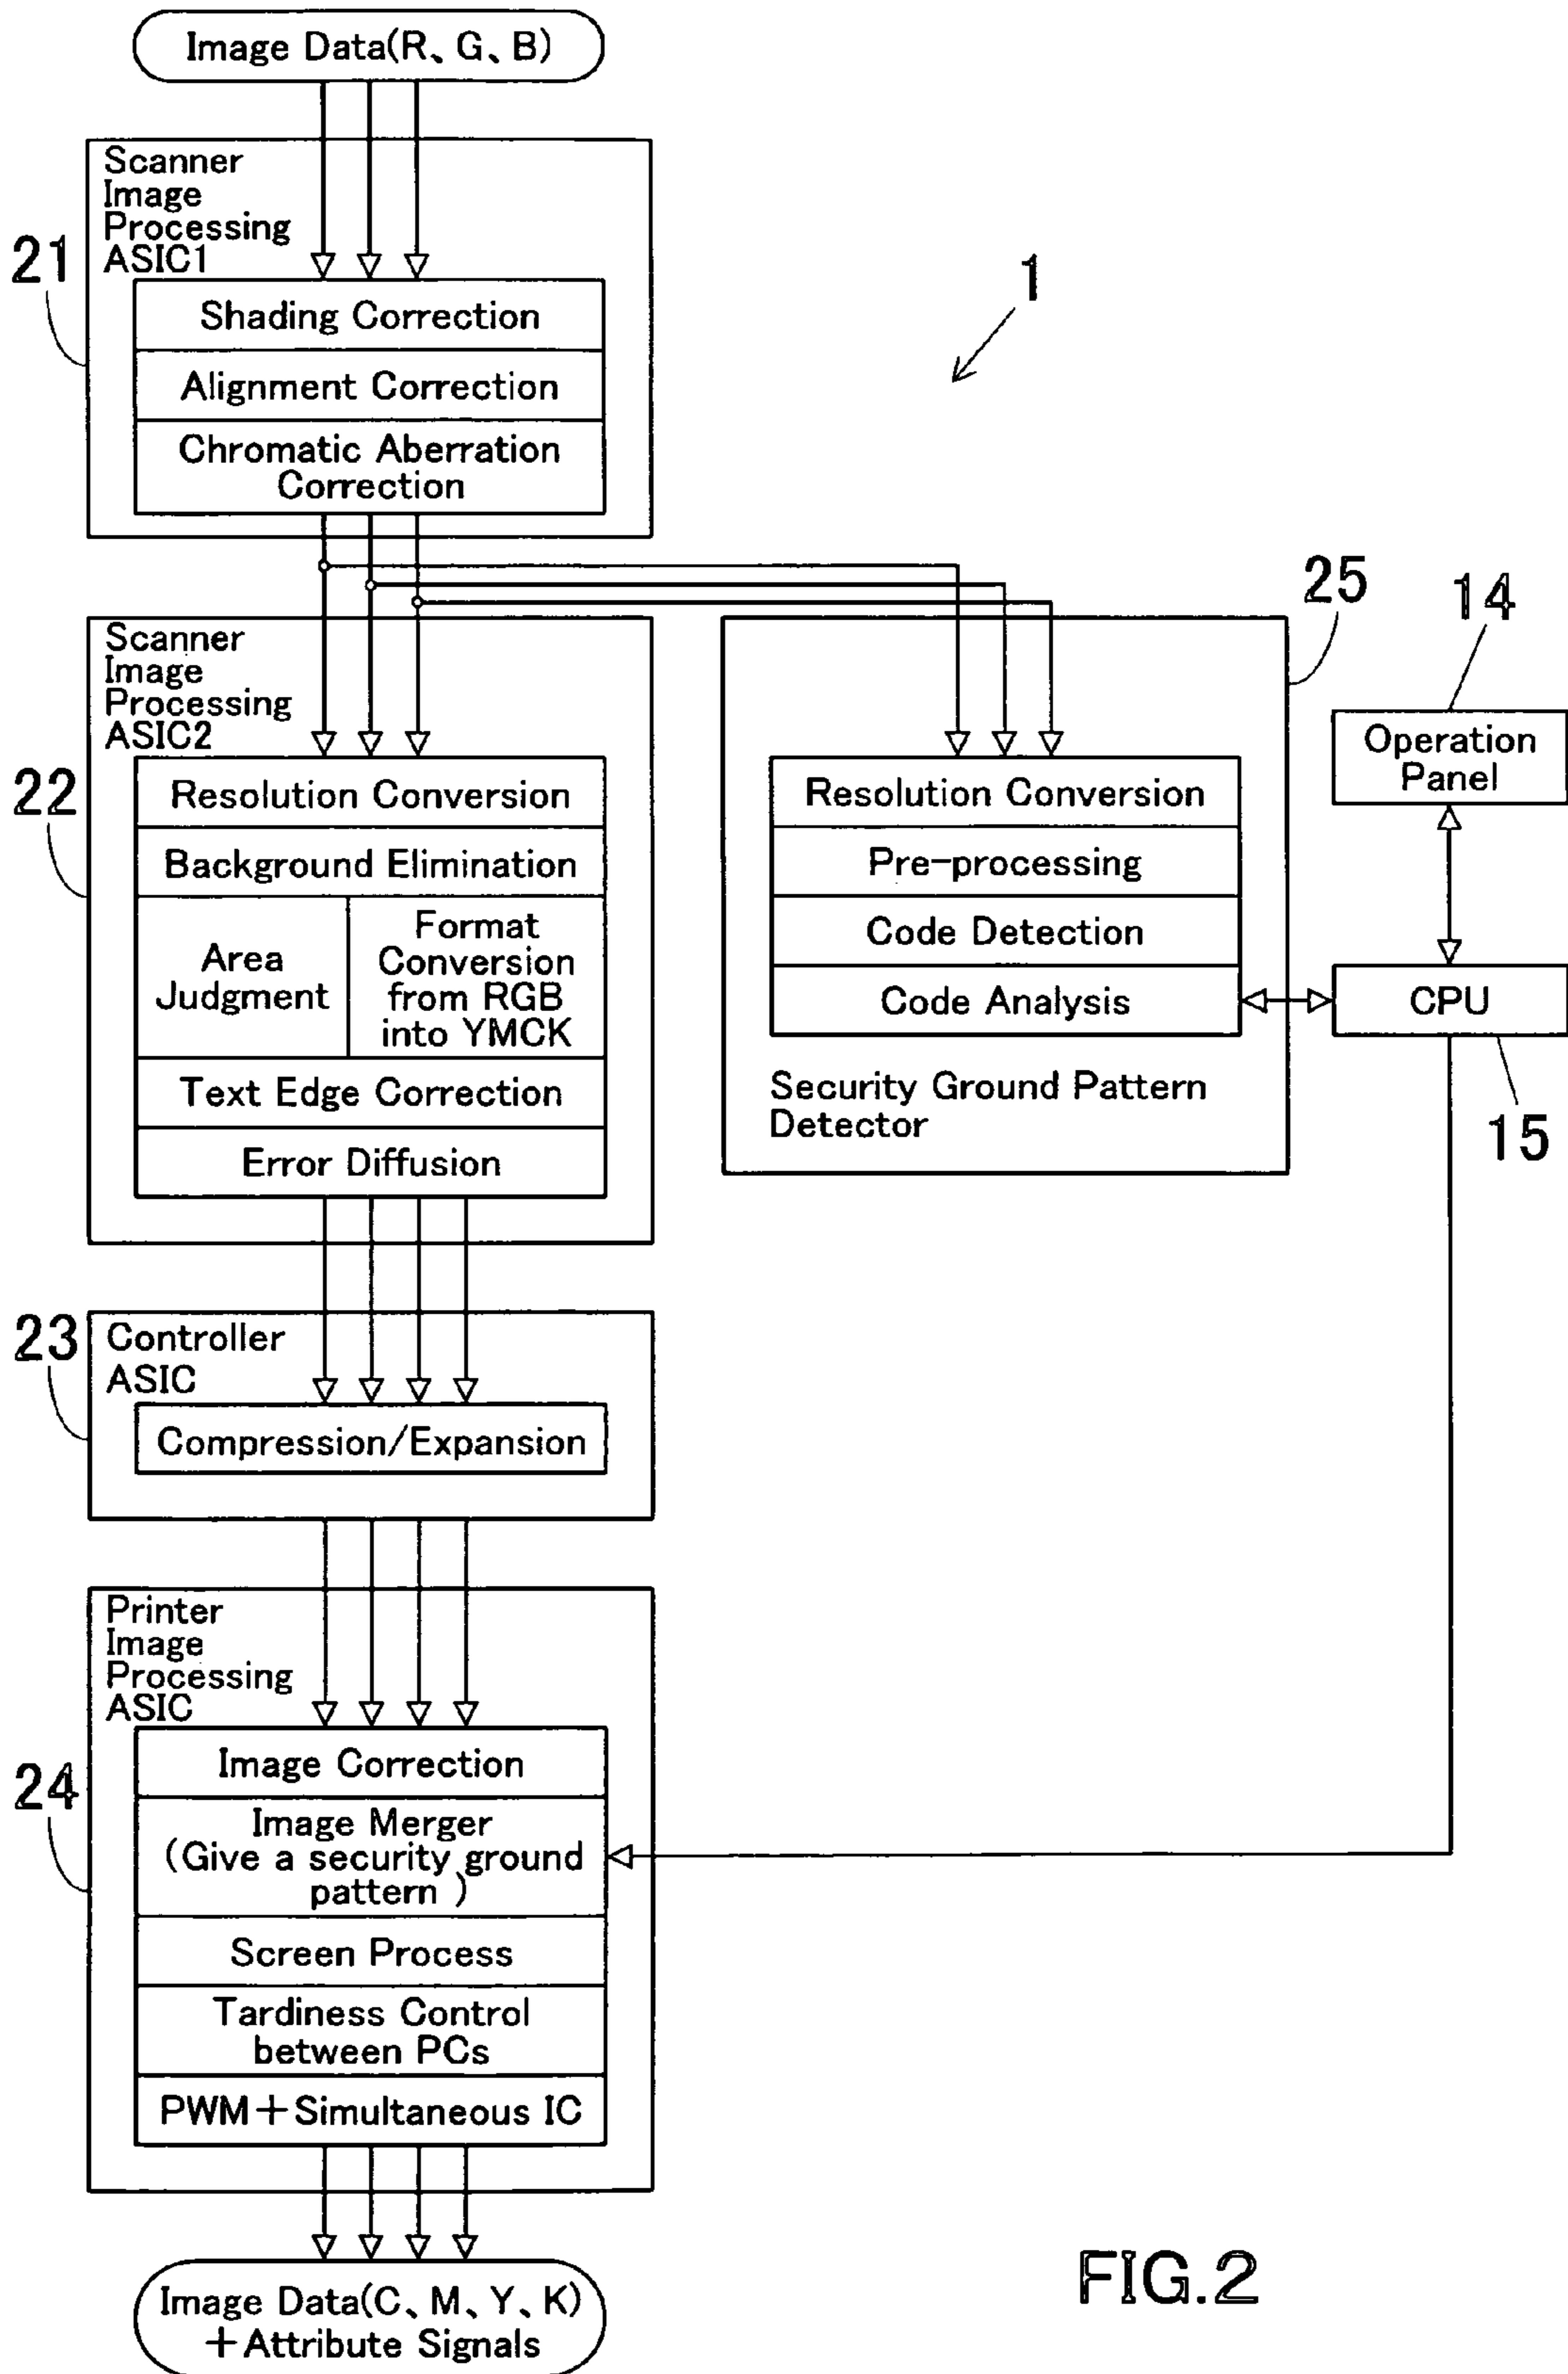 Image Data(R、G、B)
Scanner
Image
Processing
ASIC1
21
Shading Correction
Alignment Correction
Chromatic Aberration
Correction
1
Scanner
Image
Processing
ASIC2
22
Resolution Conversion
Background Elimination
Area
Judgment
Format
Conversion
from RGB
into YMCK
Text Edge Correction
Error Diffusion
25
Resolution Conversion
Pre-processing
Code Detection
Code Analysis
Security Ground Pattern
Detector
14
Operation
Panel
CPU
15
23
Controller
ASIC
Compression/Expansion
Printer
Image
Processing
ASIC
24
Image Correction
Image Merger
(Give a security ground
pattern )
Screen Process
Tardiness Control
between PCs
PWM+Simultaneous IC
Image Data(C、M、Y、K)
+Attribute Signals
FIG.2